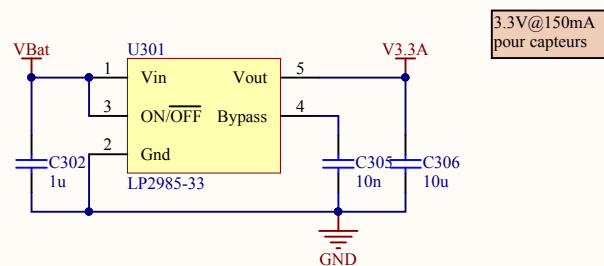 3.3V@150mA
pour capteurs
VBat
U301
V3.3A
1
Vin
Vout
5
3
ON/OFF
Bypass
4
2
Gnd
C302
1u
LP2985-33
C305
10n
C306
10u
GND